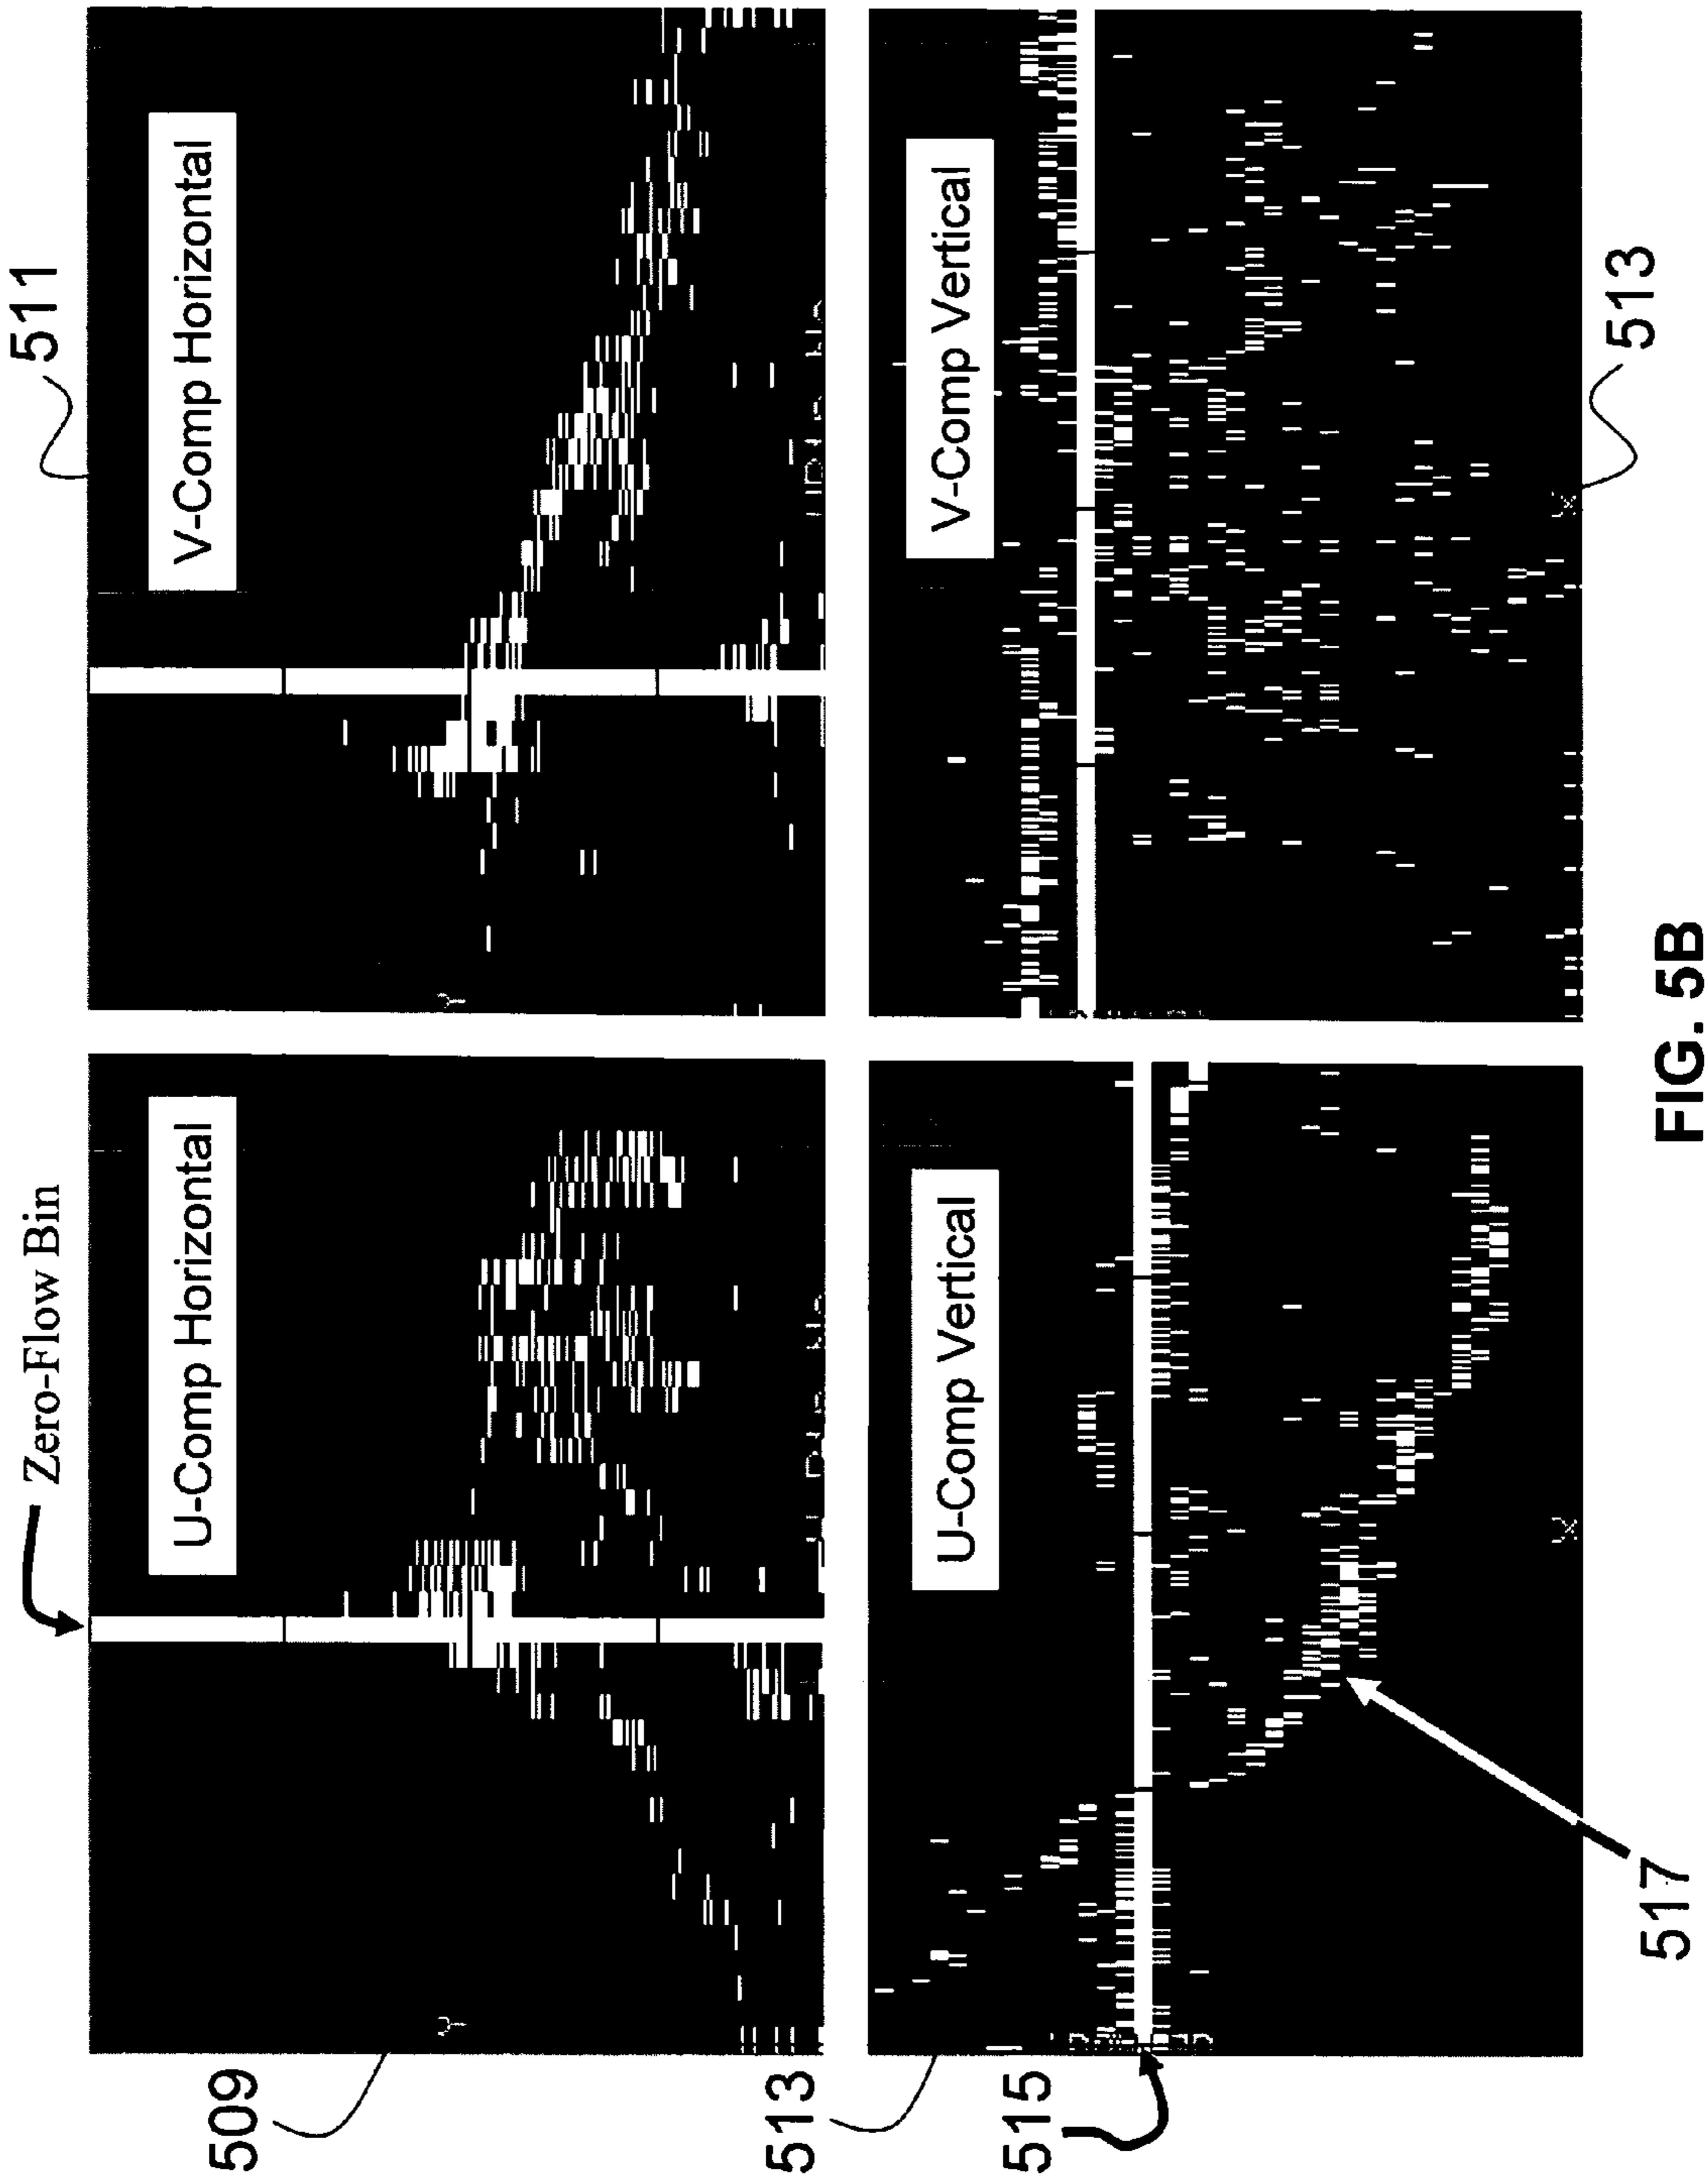 Zero-Flow Bin
511
U-Comp Horizontal
V-Comp Horizontal
509
513
U-Comp Vertical
V-Comp Vertical
515
517
513
FIG. 5B